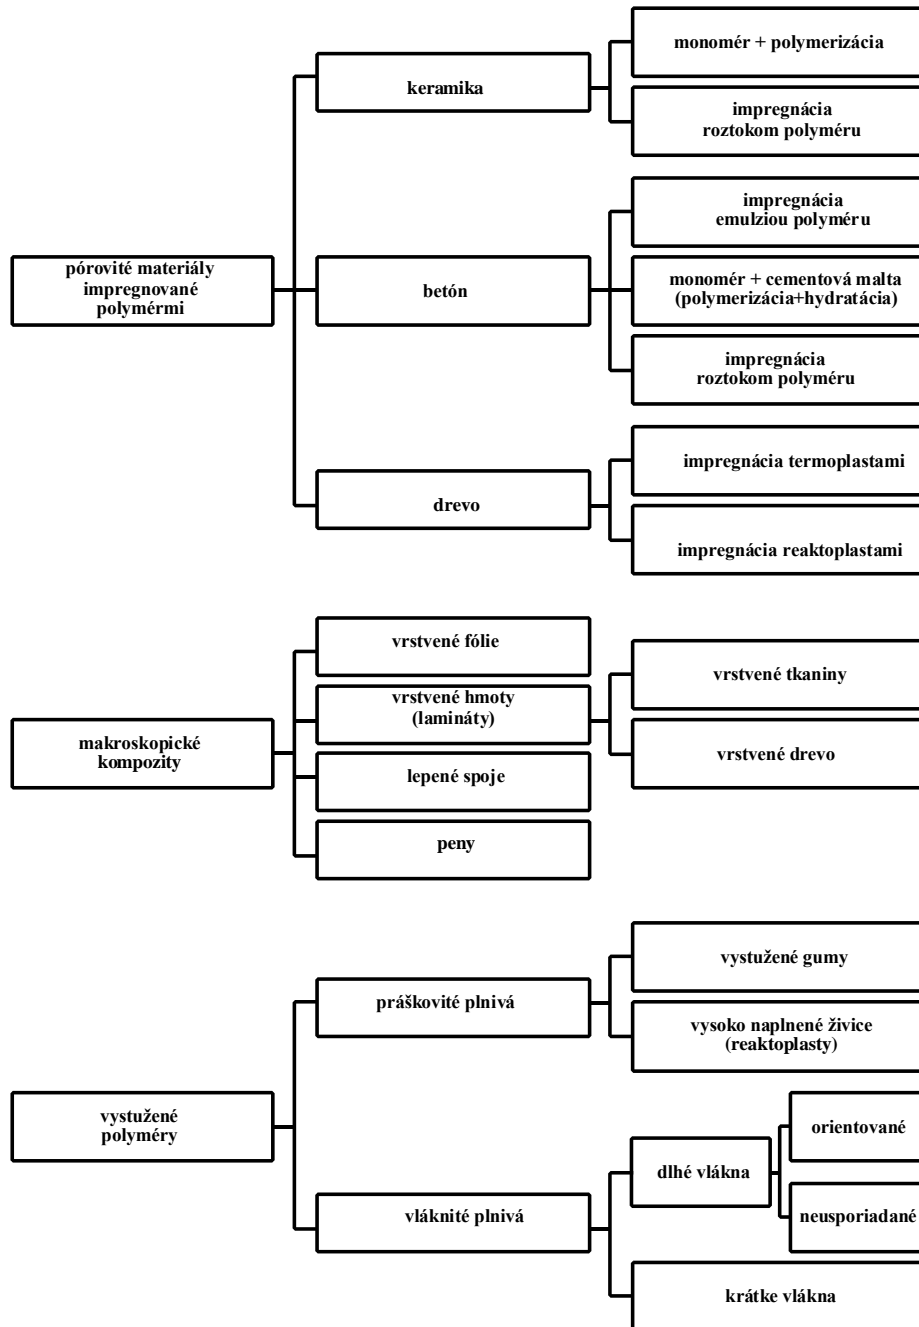 pórovité materiály
impregnované
polymérmi
keramika
monomér + polymerizácia
impregnácia
roztokom polyméru
betón
impregnácia
emulziou polyméru
monomér + cementová malta
(polymerizácia+hydratácia)
impregnácia
roztokom polyméru
drevo
impregnácia termoplastami
impregnácia reaktoplastami
makroskopické
kompozity
vrstvené fólie
vrstvené hmoty
(lamináty)
vrstvené tkaniny
vrstvené drevo
lepené spoje
peny
vystužené
polyméry
práškovité plnivá
vystužené gumy
vysoko naplnené živice
(reaktoplasty)
vláknité plnivá
dlhé vlákna
orientované
neusporiadané
krátke vlákna